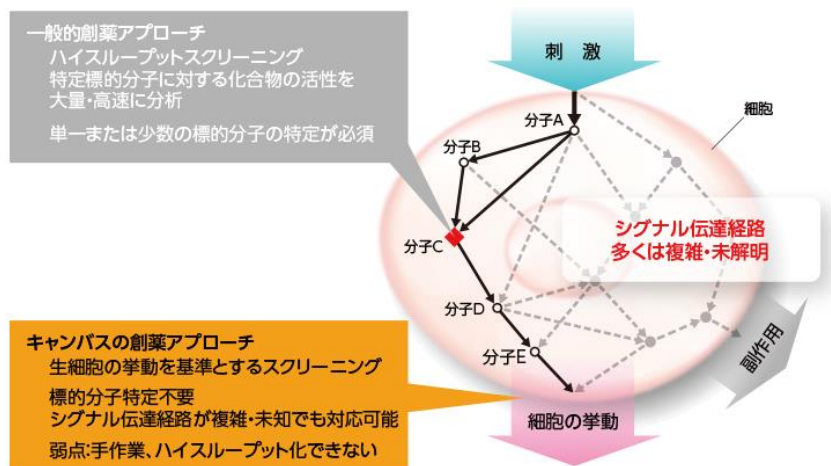 一般的創薬アプローチ
ハイスループットスクリーニング
特定標的分子に対する化合物の活性を
大量・高速に分析
単一または少数の標的分子の特定が必須
刺 激
細胞
分子A
分子B
分子C
シグナル伝達経路
多くは複雑・未解明
分子D
分子E
副作用
キャンバスの創薬アプローチ
生細胞の挙動を基準とするスクリーニング
標的分子特定不要
シグナル伝達経路が複雑・未知でも対応可能
弱点:手作業、ハイスループット化できない
細胞の挙動